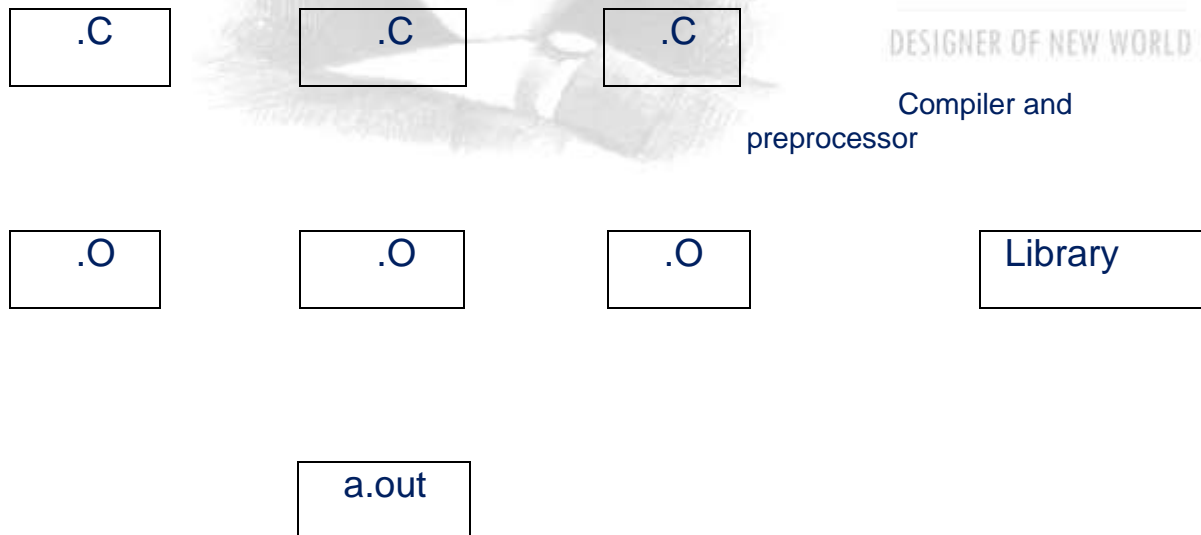 .C .C .C
DESIGNER OF NEW WORLD
Compiler and
preprocessor
.O .O .O Library
a.out